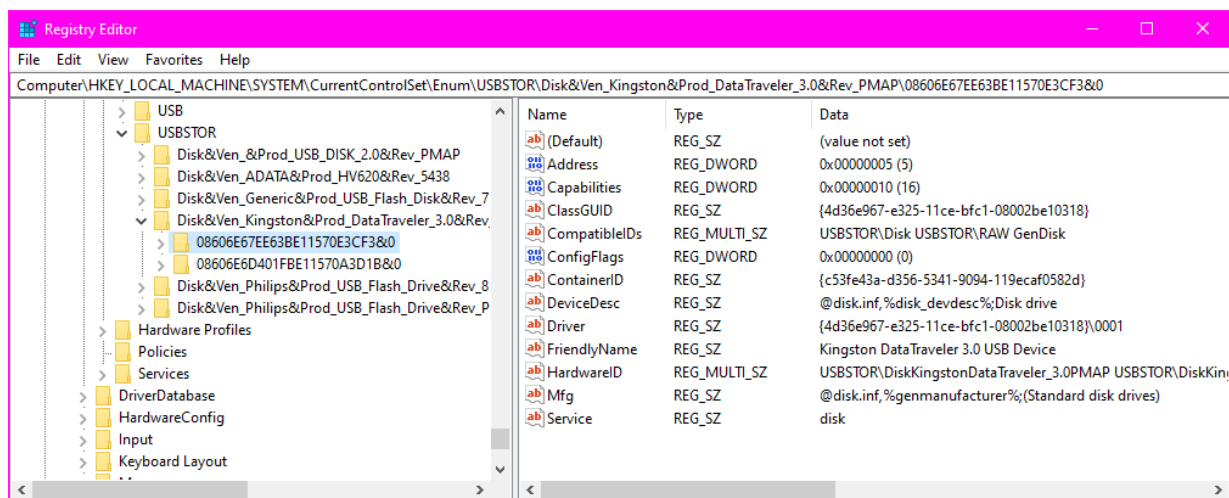 Registry Editor
File Edit View Favorites Help
Computer\HKEY_LOCAL_MACHINE\SYSTEM\CurrentControlSet\Enum\USBSTOR\Disk&Ven_Kingston&Prod_DataTraveler_3.0&Rev_PMAP\08606E67EE63BE11570E3CF3&0
USB
USBSTOR
Disk&Ven_&Prod_USB_DISK_2.0&Rev_PMAP
Disk&Ven_ADATA&Prod_HV620&Rev_5438
Disk&Ven_Generic&Prod_USB_Flash_Disk&Rev_7
Disk&Ven_Kingston&Prod_DataTraveler_3.0&Rev_
08606E67EE63BE11570E3CF3&0
08606E6D401FBE11570A3D1B&0
Disk&Ven_Philips&Prod_USB_Flash_Drive&Rev_8
Disk&Ven_Philips&Prod_USB_Flash_Drive&Rev_P
Hardware Profiles
Policies
Services
DriverDatabase
HardwareConfig
Input
Keyboard Layout
Name Type Data
(Default) REG_SZ (value not set)
Address REG_DWORD 0x00000005 (5)
Capabilities REG_DWORD 0x00000010 (16)
ClassGUID REG_SZ {4d36e967-e325-11ce-bfc1-08002be10318}
CompatibleIDs REG_MULTI_SZ USBSTOR\Disk USBSTOR\RAW GenDisk
ConfigFlags REG_DWORD 0x00000000 (0)
ContainerID REG_SZ {c53fe43a-d356-5341-9094-119ecaf0582d}
DeviceDesc REG_SZ @disk.inf,%disk_devdesc%;Disk drive
Driver REG_SZ {4d36e967-e325-11ce-bfc1-08002be10318}\0001
FriendlyName REG_SZ Kingston DataTraveler 3.0 USB Device
HardwareID REG_MULTI_SZ USBSTOR\DiskKingstonDataTraveler_3.0PMAP USBSTOR\DiskKin
Mfg REG_SZ @disk.inf,%genmanufacturer%;(Standard disk drives)
Service REG_SZ disk